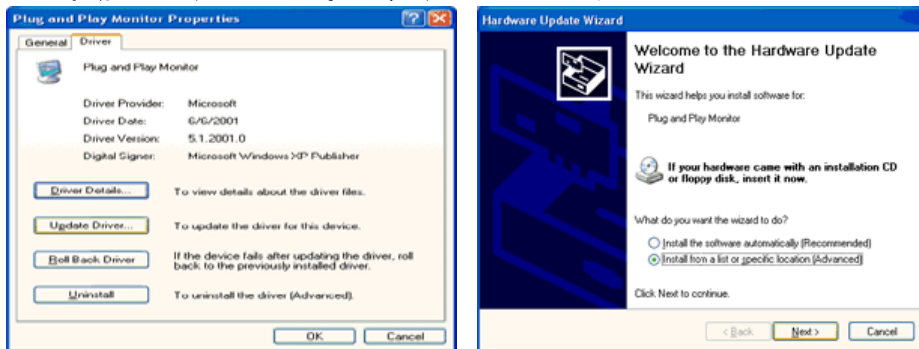 Plug and Play Monitor Properties
General Driver
Plug and Play Monitor
Driver Provider: Microsoft
Driver Date: 6/6/2001
Driver Version: 5.1.2001.0
Digital Signer: Microsoft Windows XP Publisher
Driver Details... To view details about the driver files.
Update Driver... To update the driver for this device.
Roll Back Driver If the device fails after updating the driver, roll
back to the previously installed driver.
Uninstall To uninstall the driver (Advanced).
OK Cancel
Hardware Update Wizard
Welcome to the Hardware Update
Wizard
This wizard helps you install software for:
Plug and Play Monitor
If your hardware came with an installation CD
or floppy disk, insert it now.
What do you want the wizard to do?
Install the software automatically (Recommended)
Install from a list or specific location (Advanced)
Click Next to continue.
< Back Next > Cancel